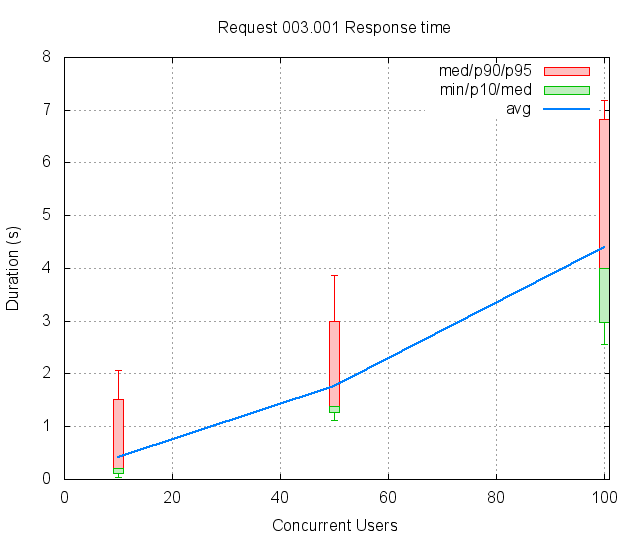 Request 003.001 Response time
med/p90/p95
min/p10/med
avg
8
7
6
5
4
3
2
1
0
Duration (s)
0 20 40 60 80 100
Concurrent Users